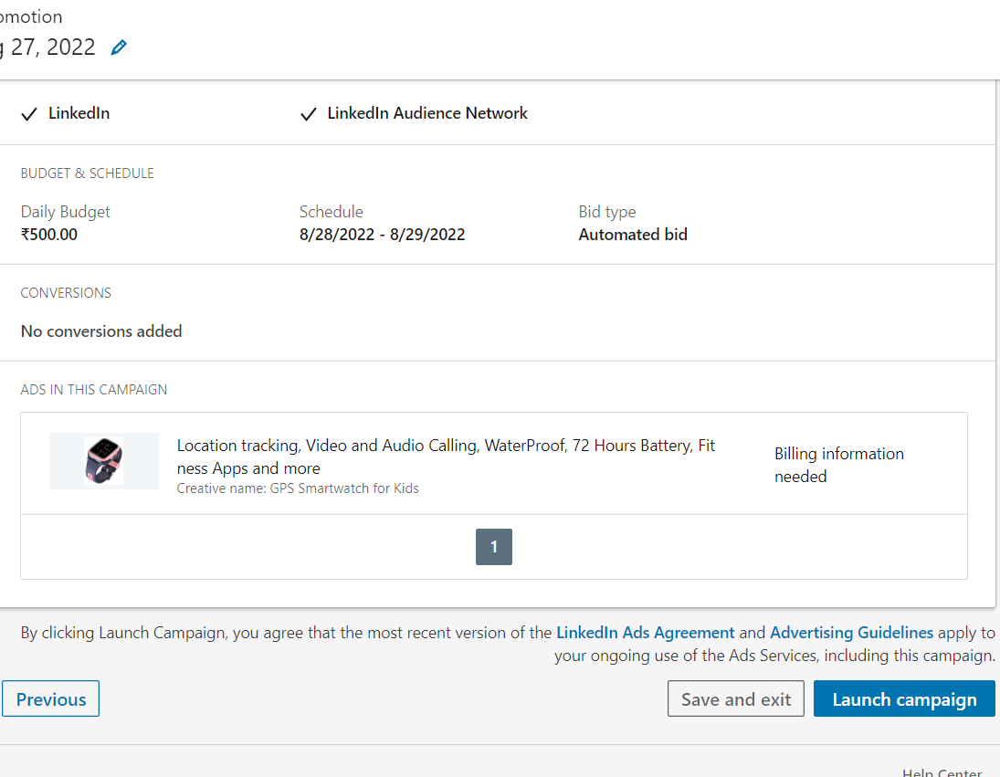 omotion
27, 2022
LinkedIn
LinkedIn Audience Network
BUDGET & SCHEDULE
Daily Budget
Schedule
Bid type
₹500.00
8/28/2022 - 8/29/2022
Automated bid
CONVERSIONS
No conversions added
ADS IN THIS CAMPAIGN
Location tracking, Video and Audio Calling, WaterProof, 72 Hours Battery, Fit
ness Apps and more
Creative name: GPS Smartwatch for Kids
Billing information
needed
1
By clicking Launch Campaign, you agree that the most recent version of the LinkedIn Ads Agreement and Advertising Guidelines apply to
your ongoing use of the Ads Services, including this campaign.
Previous
Save and exit
Launch campaign
Help Center